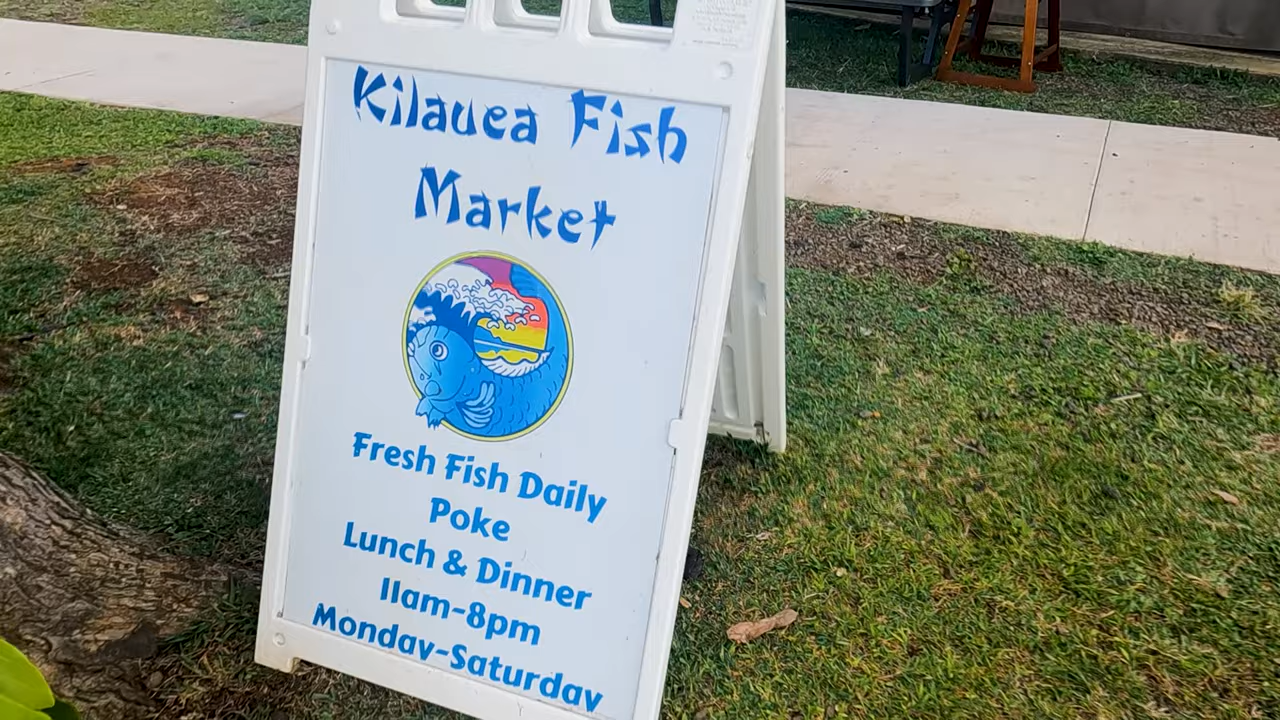 Kilauea Fish
Market
Fresh Fish Daily
Poke
Lunch & Dinner
11am-8pm
Monday-Saturday